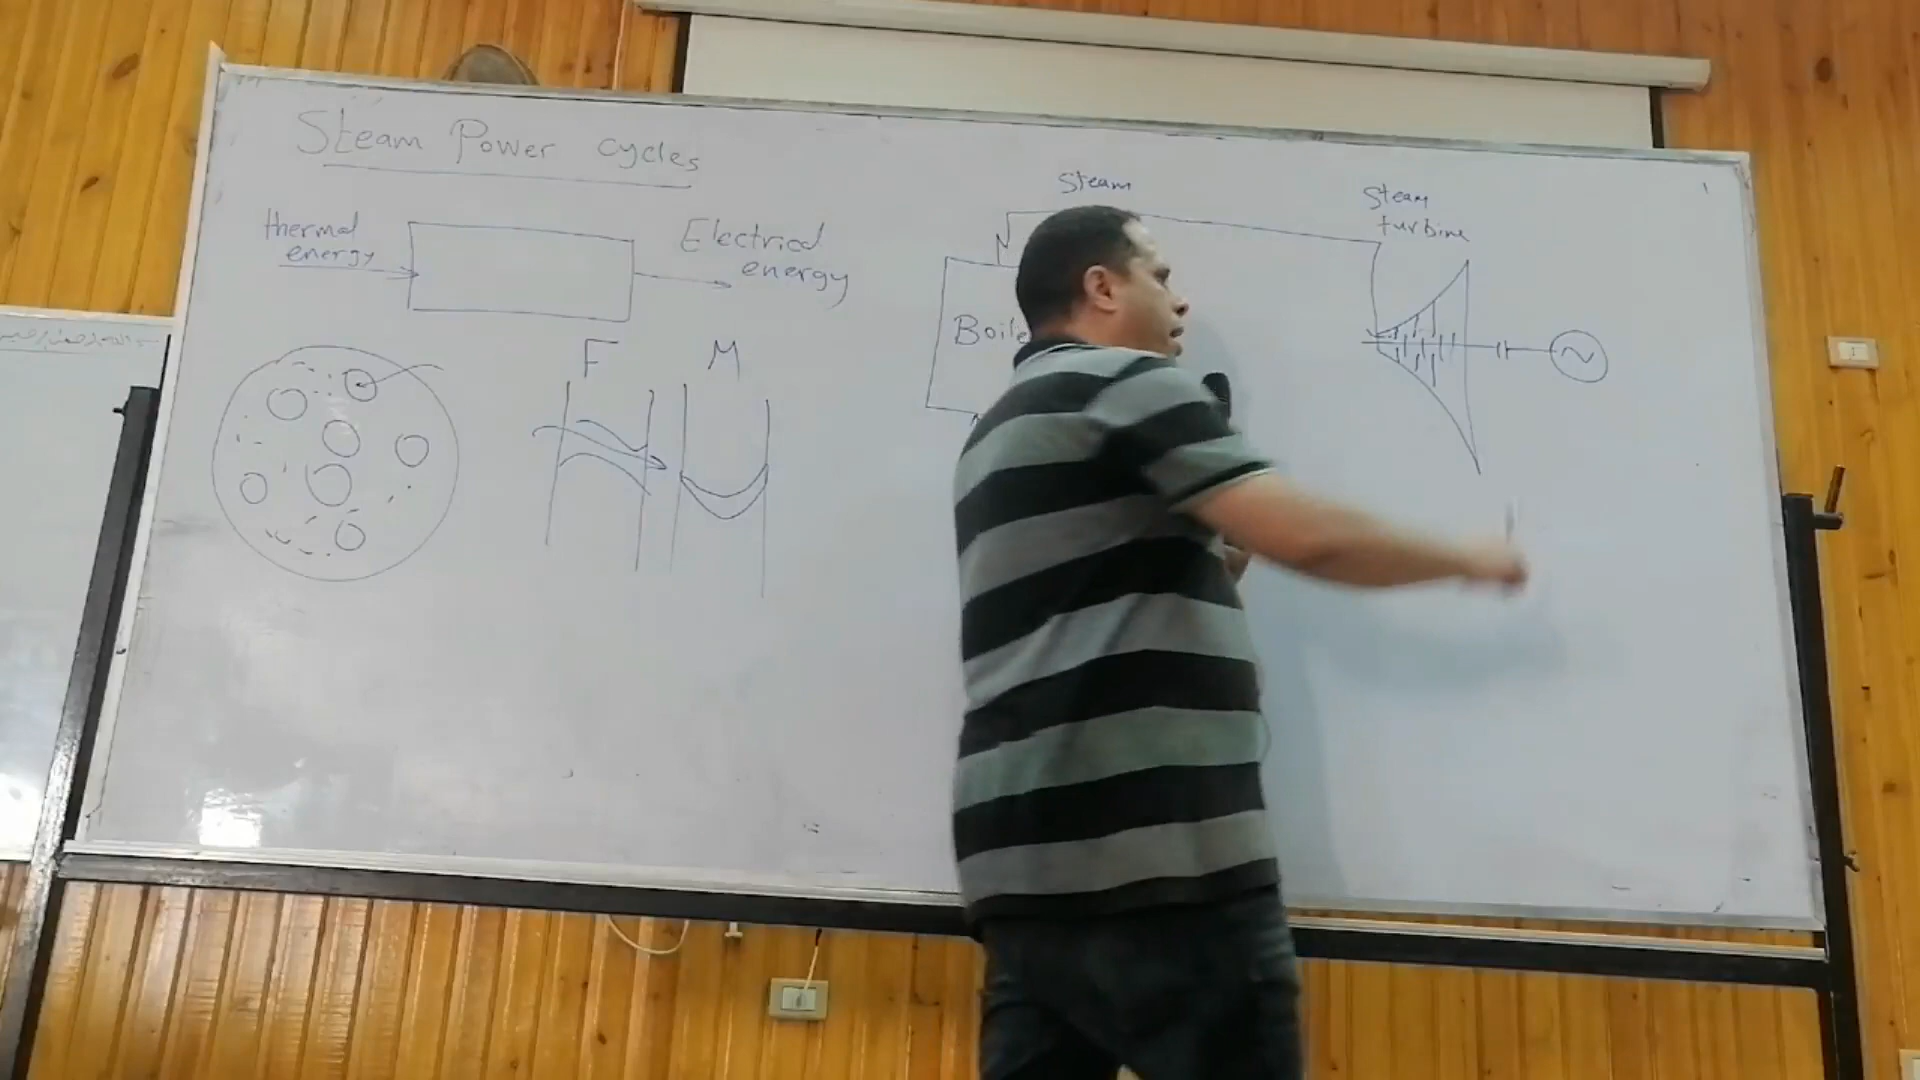 Steam Power cycles
thermal
energy
Electrical
energy
F
M
Steam
Boile
Steam
turbine